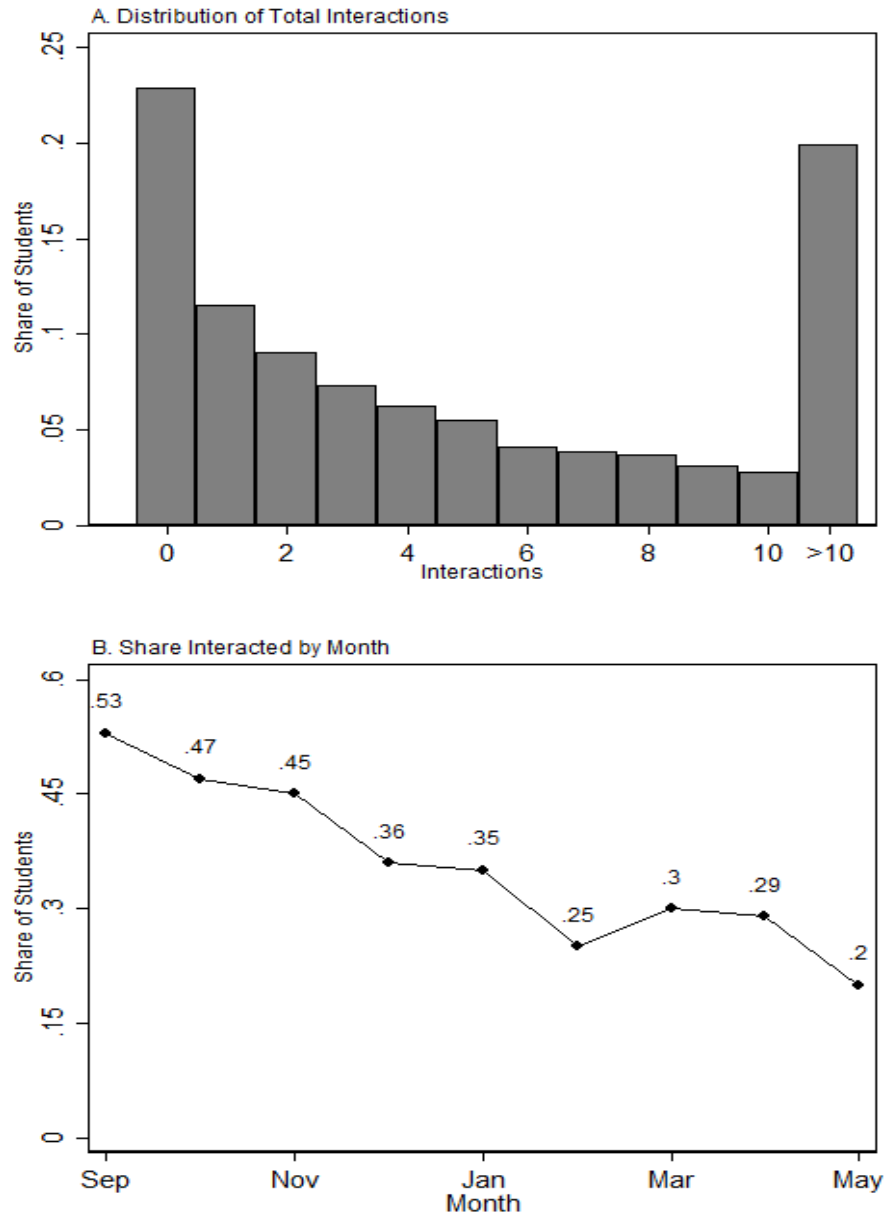 A. Distribution of Total Interactions
.25
.2
.15
.1
.05
0
Share of Students
0 2 4 6 8 10 >10
Interactions
B. Share Interacted by Month
.6
.45
.3
.15
0
Share of Students
.53
.47
.45
.36
.35
.25
.3
.29
.2
Sep Nov Jan Mar May
Month